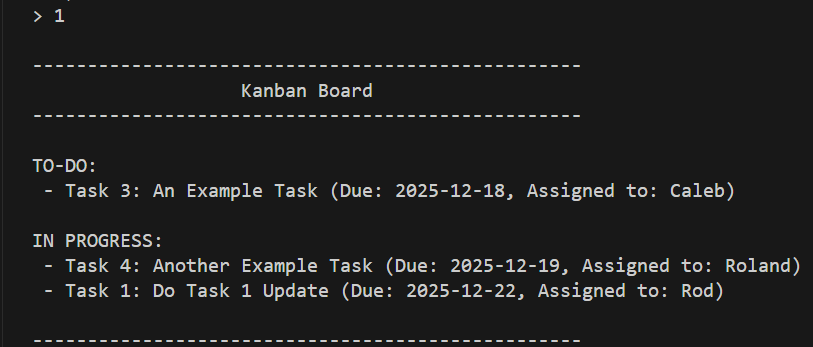 > 1
--------------------------------------------------
                   Kanban Board
--------------------------------------------------
TO-DO:
 - Task 3: An Example Task (Due: 2025-12-18, Assigned to: Caleb)
IN PROGRESS:
 - Task 4: Another Example Task (Due: 2025-12-19, Assigned to: Roland)
 - Task 1: Do Task 1 Update (Due: 2025-12-22, Assigned to: Rod)
--------------------------------------------------